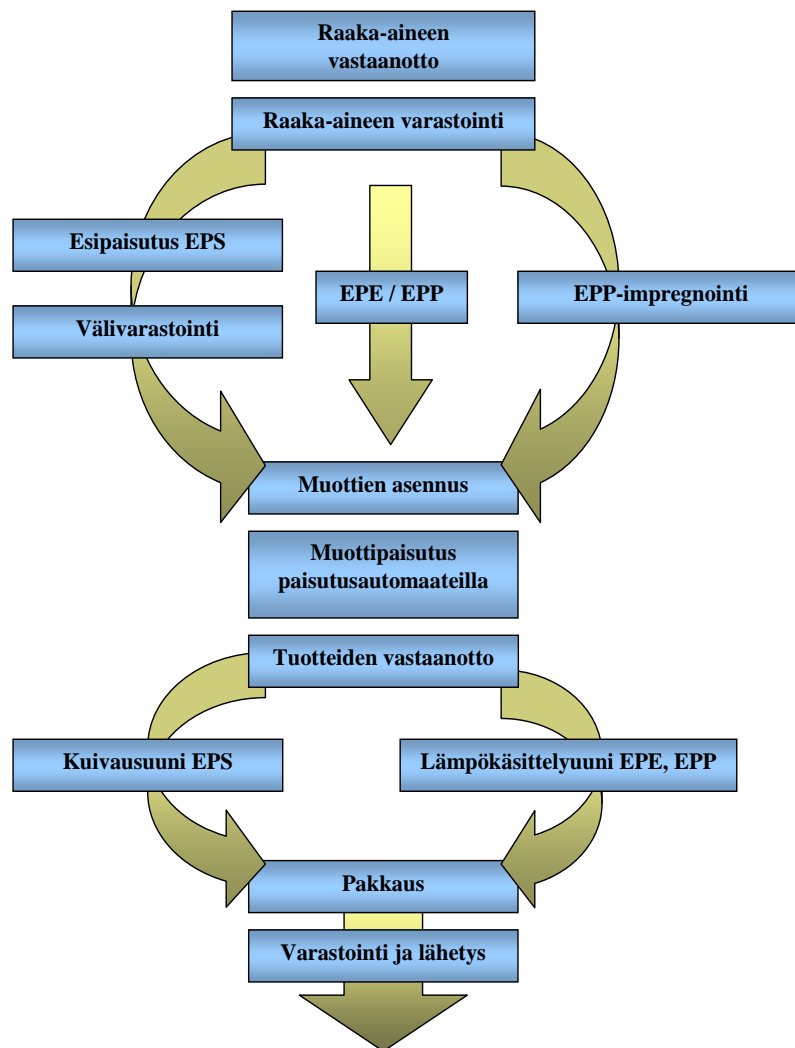 Raaka-aineen
vastaanotto
Raaka-aineen varastointi
Esipaisutus EPS
Välivarastointi
EPE / EPP
EPP-impregnointi
Muottien asennus
Muottipaisutus
paisutusautomaateilla
Tuotteiden vastaanotto
Kuivausuuni EPS
Lämpökäsittelyuuni EPE, EPP
Pakkaus
Varastointi ja lähetys